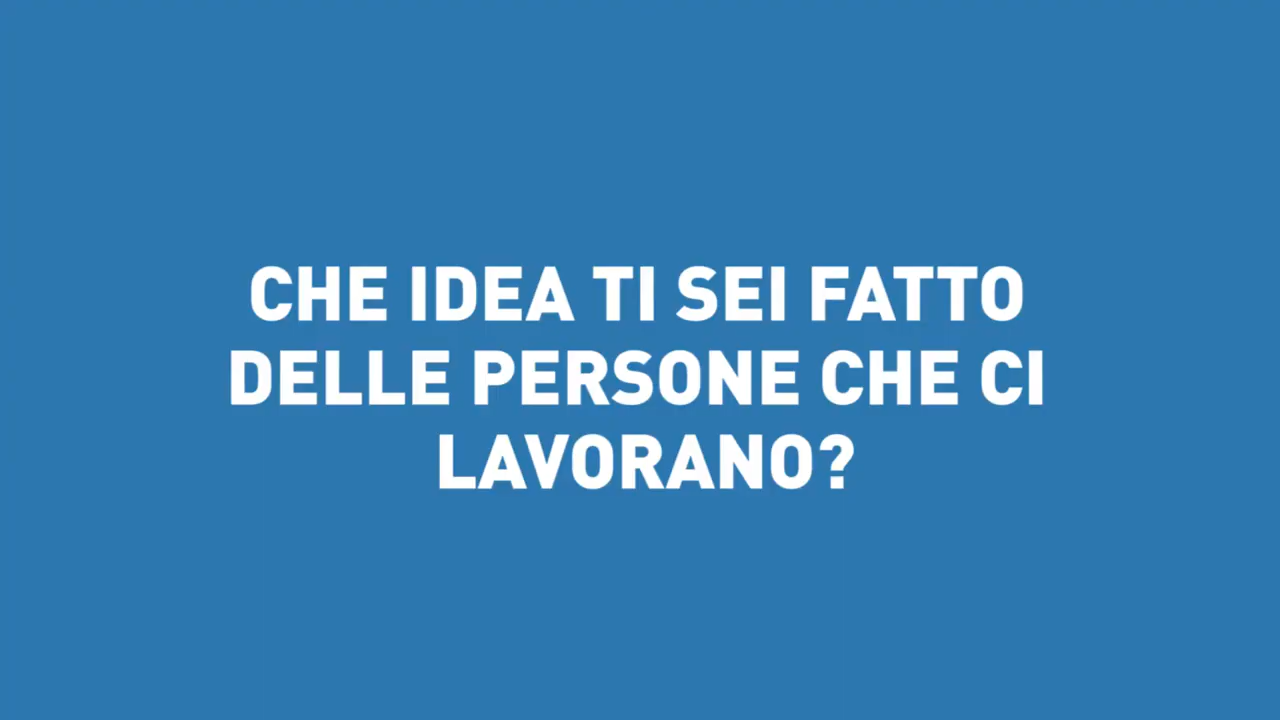 CHE IDEA TI SEI FATTO
DELLE PERSONE CHE CI
LAVORANO?